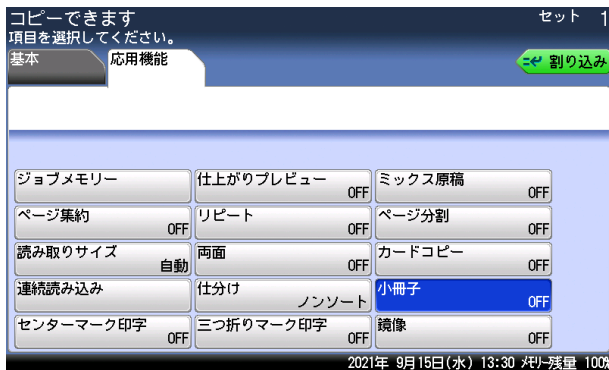 コピーできます
セット 1
項目を選択してください。
基本
応用機能
割り込み
ジョブメモリー
仕上がりプレビュー
OFF
ミックス原稿
OFF
ページ集約
OFF
リピート
OFF
ページ分割
OFF
読み取りサイズ
自動
両面
OFF
カードコピー
OFF
連続読み込み
仕分け
ノンソート
小冊子
OFF
センターマーク印字
OFF
三つ折りマーク印字
OFF
鏡像
OFF
2021年 9月15日(水) 13:30 メモリー残量 100%